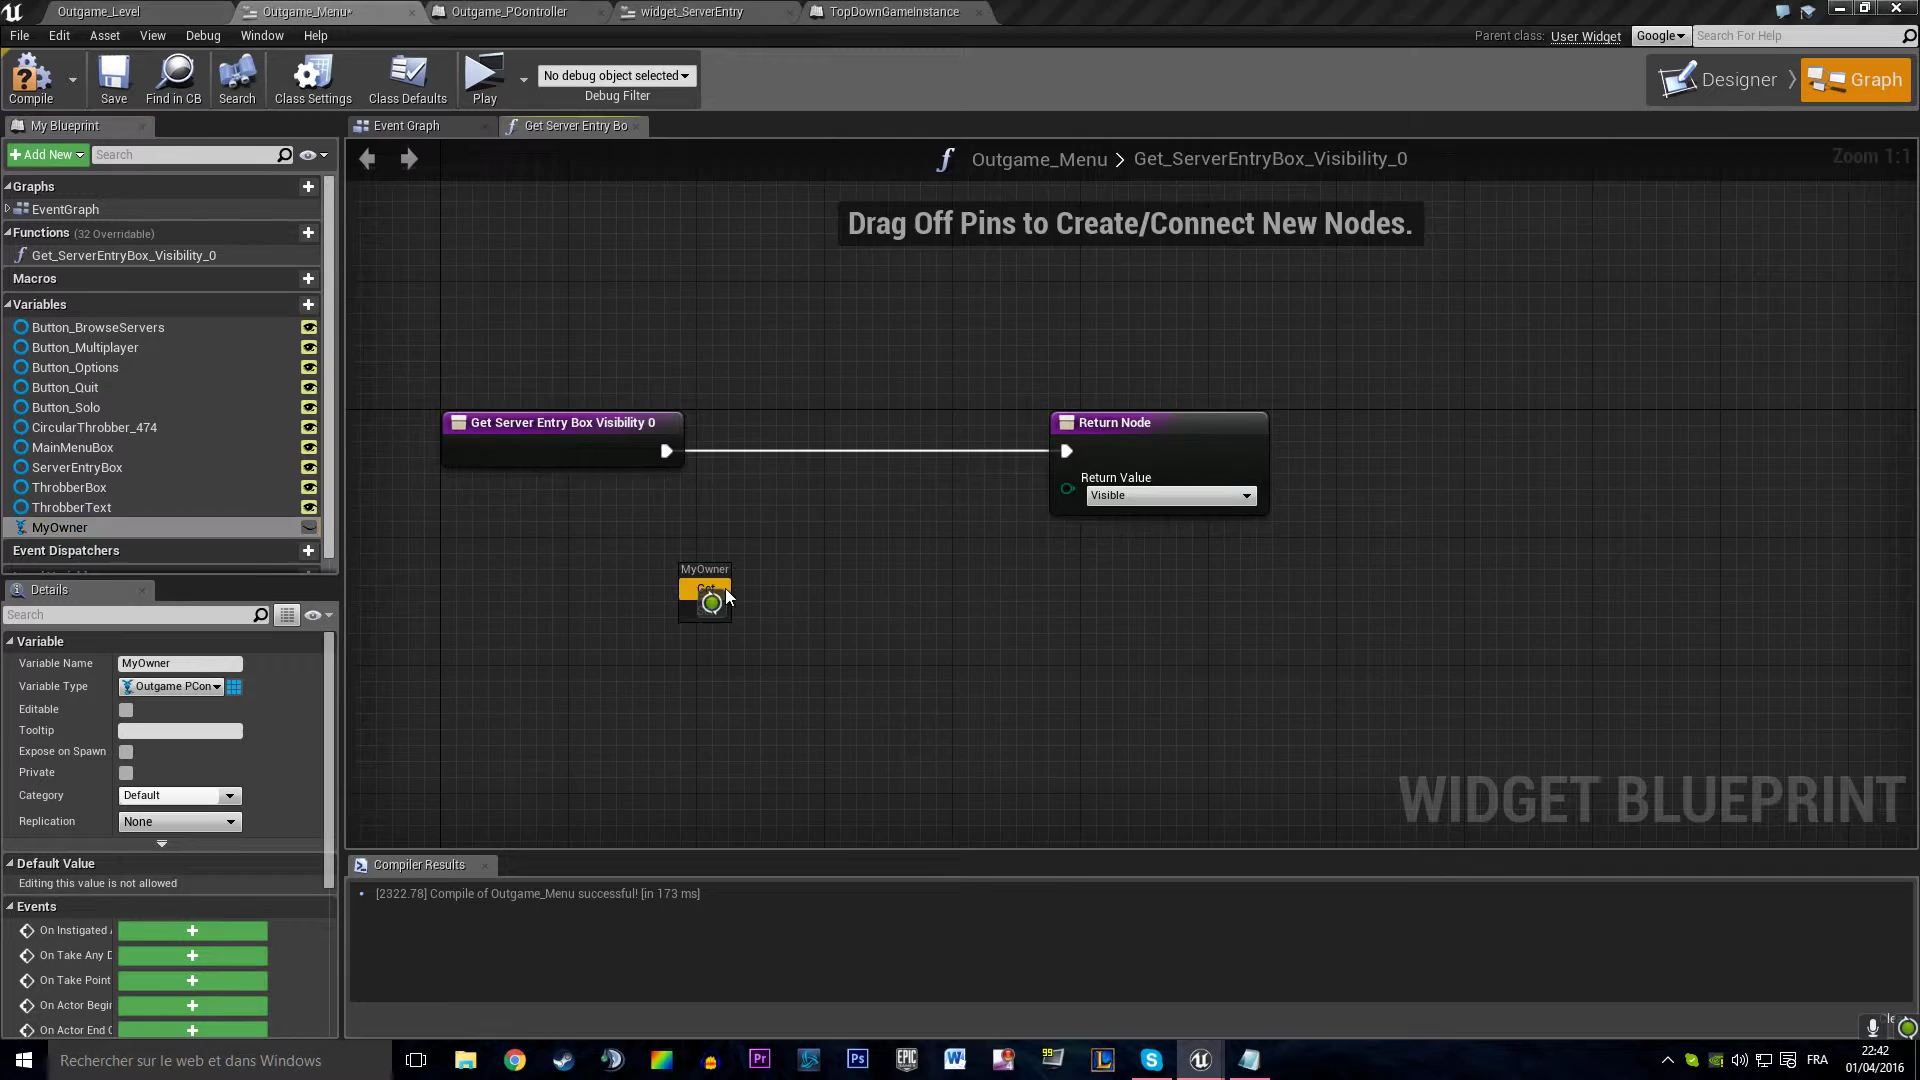 Outgame_Level
Outgame_Menu*
Outgame_PController
widget_ServerEntry
TopDownGameInstance
File Edit Asset View Debug Window Help
Parent class: User Widget
Google
Search For Help
Compile
Save
Find in CB
Search
Class Settings
Class Defaults
Play
No debug object selected
Debug Filter
Designer
Graph
My Blueprint
Event Graph
Get Server Entry Bo
Add New
Search
Outgame_Menu > Get_ServerEntryBox_Visibility_0
Zoom 1:1
Graphs
EventGraph
Functions (32 Overridable)
Get_ServerEntryBox_Visibility_0
Macros
Variables
Button_BrowseServers
Button_Multiplayer
Button_Options
Button_Quit
Button_Solo
CircularThrobber_474
MainMenuBox
ServerEntryBox
ThrobberBox
ThrobberText
MyOwner
Event Dispatchers
Drag Off Pins to Create/Connect New Nodes.
Get Server Entry Box Visibility 0
Return Node
Return Value
Visible
MyOwner
Get
WIDGET BLUEPRINT
Details
Search
Variable
Variable Name MyOwner
Variable Type Outgame PCon
Editable
Tooltip
Expose on Spawn
Private
Category Default
Replication None
Default Value
Editing this value is not allowed
Events
On Instigated
On Take Any D
On Take Point
On Actor Begin
On Actor End
Compiler Results
[2322.78] Compile of Outgame_Menu successful! [in 173 ms]
Rechercher sur le web et dans Windows
FRA
22:42
01/04/2016